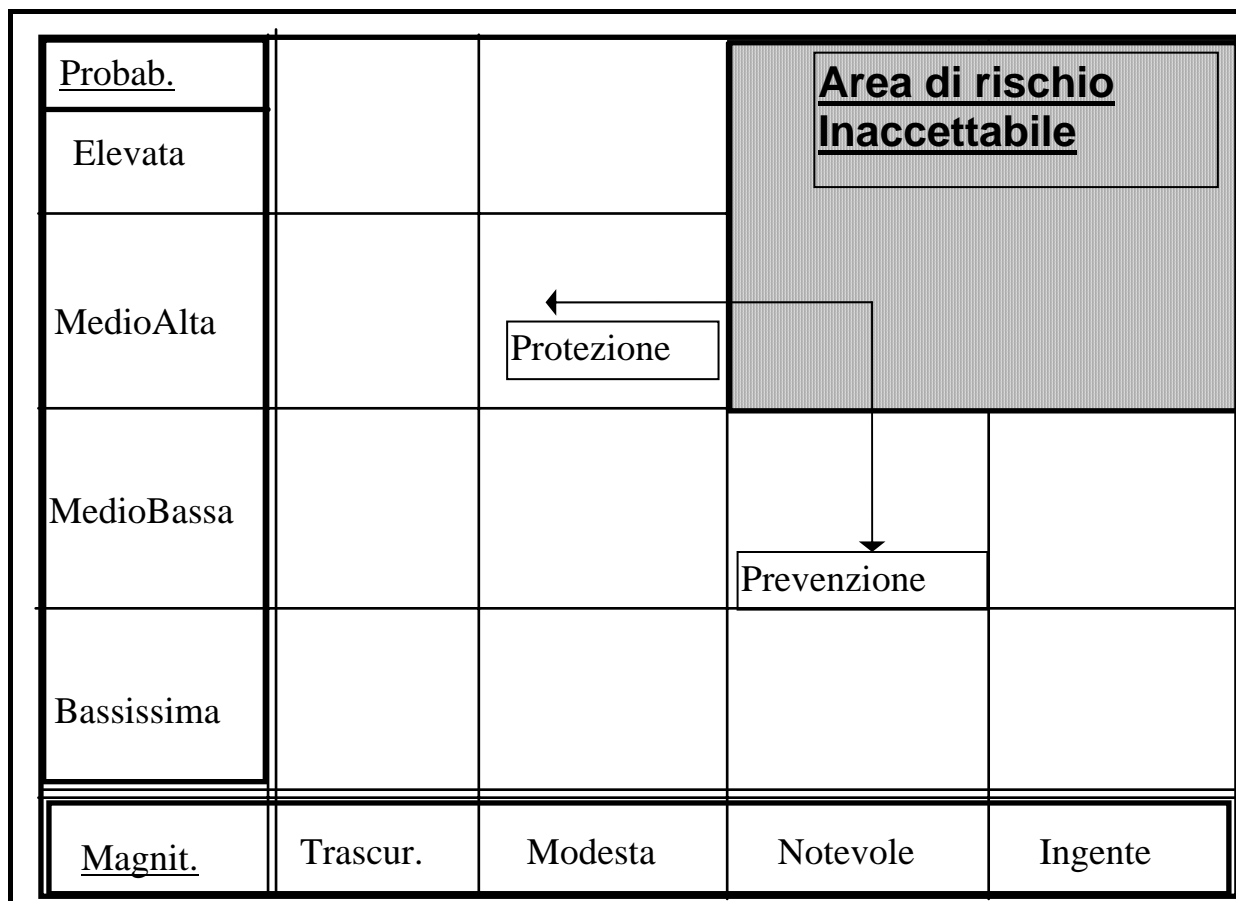 Probab.
Area di rischio
Inaccettabile
Elevata
MedioAlta
Protezione
MedioBassa
Prevenzione
Bassissima
Magnit.
Trascur.
Modesta
Notevole
Ingente